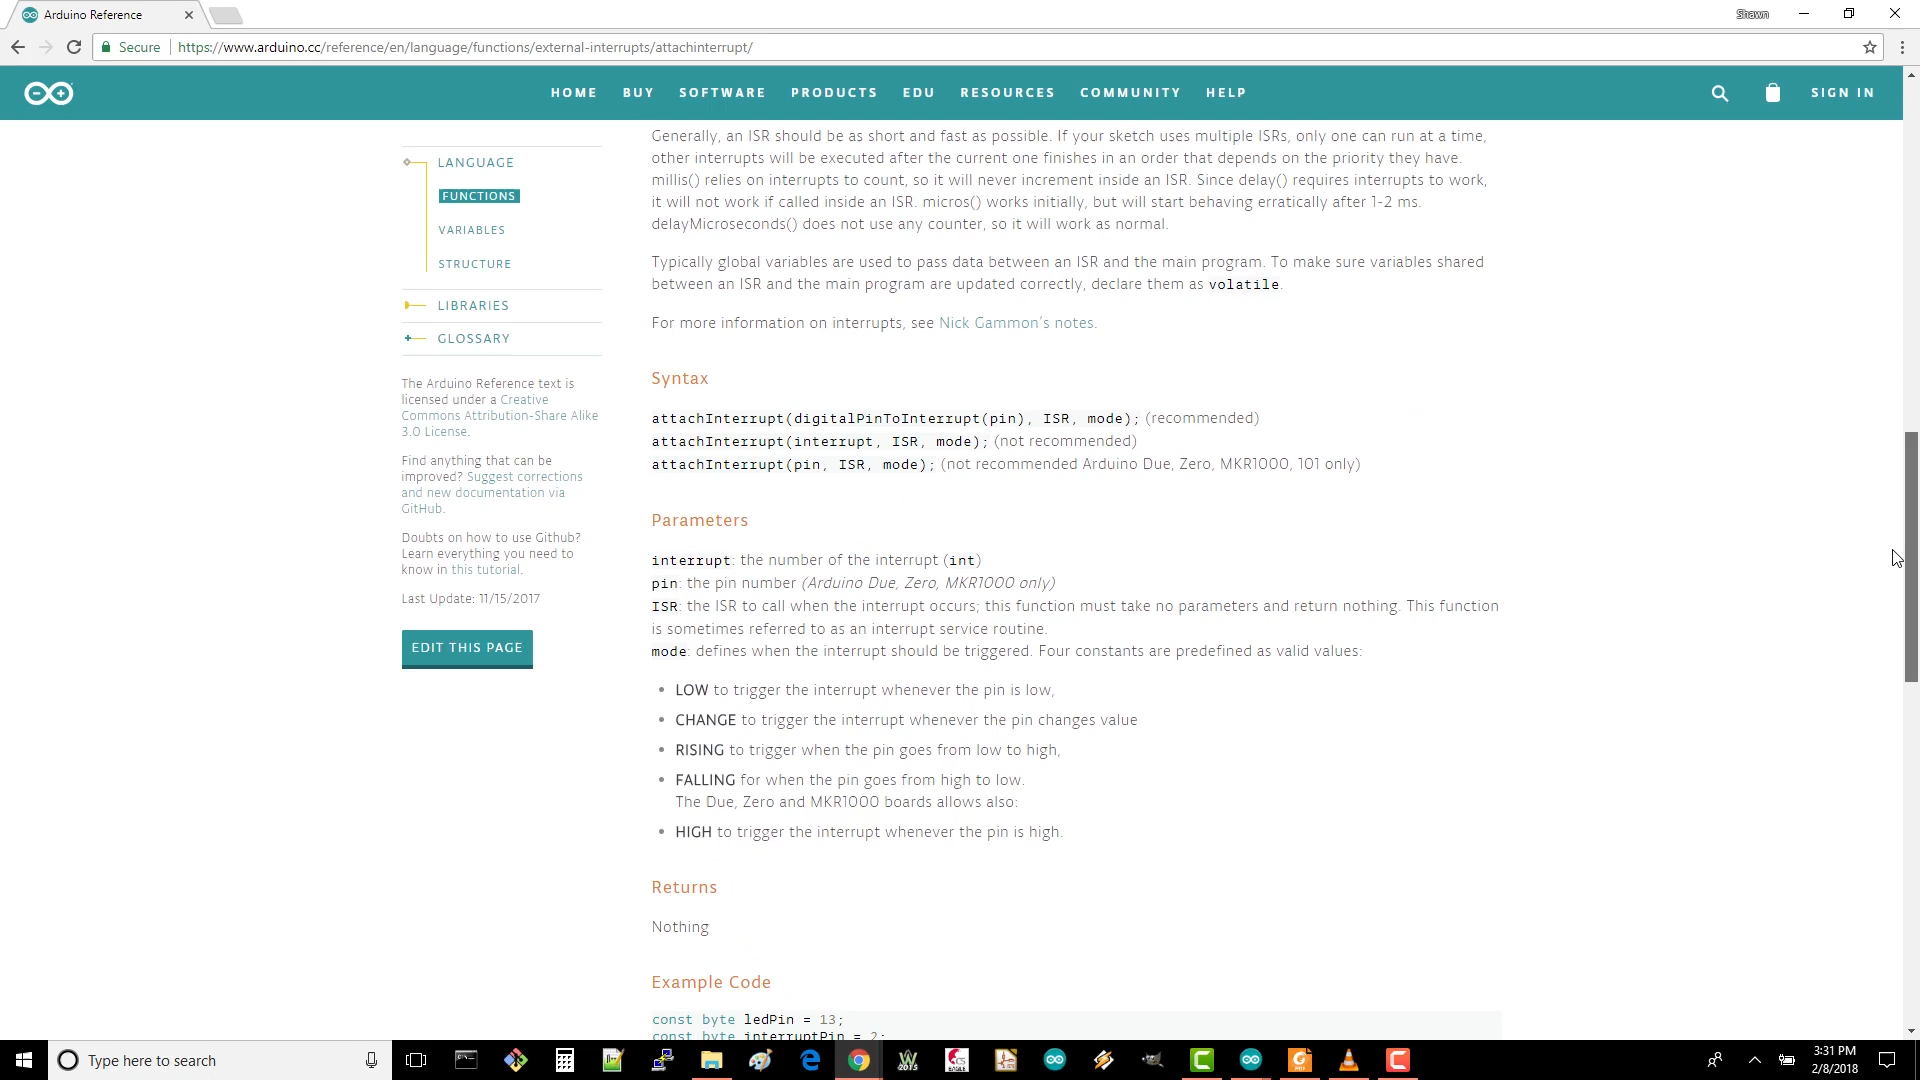 Arduino Reference
Shawn
Secure
https://www.arduino.cc/reference/en/language/functions/external-interrupts/attachinterrupt/
HOME BUY SOFTWARE PRODUCTS EDU RESOURCES COMMUNITY HELP
SIGN IN
LANGUAGE
FUNCTIONS
VARIABLES
STRUCTURE
LIBRARIES
GLOSSARY
The Arduino Reference text is
licensed under a Creative
Commons Attribution-Share Alike
3.0 License.
Find anything that can be
improved? Suggest corrections
and new documentation via
GitHub.
Doubts on how to use Github?
Learn everything you need to
know in this tutorial.
Last Update: 11/15/2017
EDIT THIS PAGE
Generally, an ISR should be as short and fast as possible. If your sketch uses multiple ISRs, only one can run at a time,
other interrupts will be executed after the current one finishes in an order that depends on the priority they have.
millis() relies on interrupts to count, so it will never increment inside an ISR. Since delay() requires interrupts to work,
it will not work if called inside an ISR. micros() works initially, but will start behaving erratically after 1-2 ms.
delayMicroseconds() does not use any counter, so it will work as normal.
Typically global variables are used to pass data between an ISR and the main program. To make sure variables shared
between an ISR and the main program are updated correctly, declare them as volatile.
For more information on interrupts, see Nick Gammon's notes.
Syntax
attachInterrupt(digitalPinToInterrupt(pin), ISR, mode); (recommended)
attachInterrupt(interrupt, ISR, mode); (not recommended)
attachInterrupt(pin, ISR, mode); (not recommended Arduino Due, Zero, MKR1000, 101 only)
Parameters
interrupt: the number of the interrupt (int)
pin: the pin number (Arduino Due, Zero, MKR1000 only)
ISR: the ISR to call when the interrupt occurs; this function must take no parameters and return nothing. This function
is sometimes referred to as an interrupt service routine.
mode: defines when the interrupt should be triggered. Four constants are predefined as valid values:
• LOW to trigger the interrupt whenever the pin is low,
• CHANGE to trigger the interrupt whenever the pin changes value
• RISING to trigger when the pin goes from low to high,
• FALLING for when the pin goes from high to low.
The Due, Zero and MKR1000 boards allows also:
• HIGH to trigger the interrupt whenever the pin is high.
Returns
Nothing
Example Code
const byte ledPin = 13;
const byte interruptPin = 2;
Type here to search
3:31 PM
2/8/2018